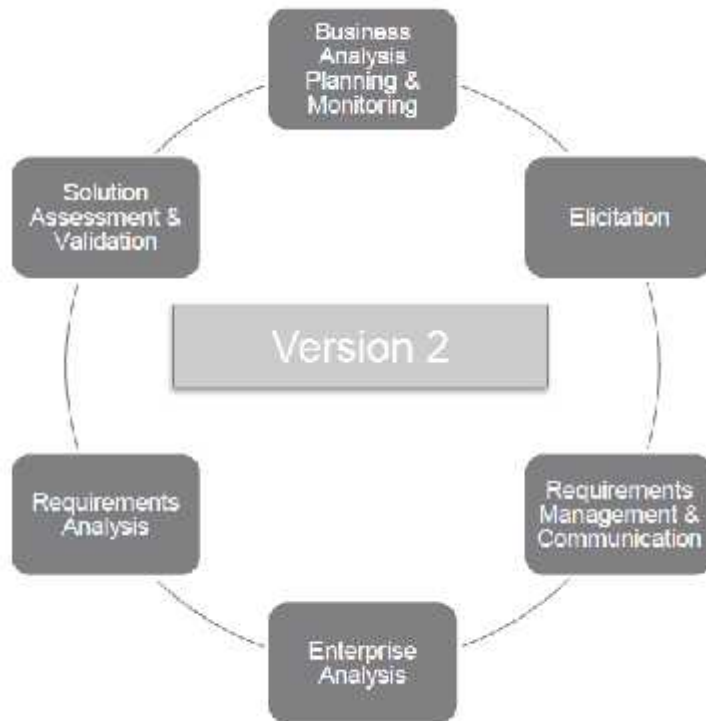 Business
Analysis
Planning &
Monitoring
Elicitation
Requirements
Management &
Communication
Enterprise
Analysis
Requirements
Analysis
Solution
Assessment &
Validation
Version 2